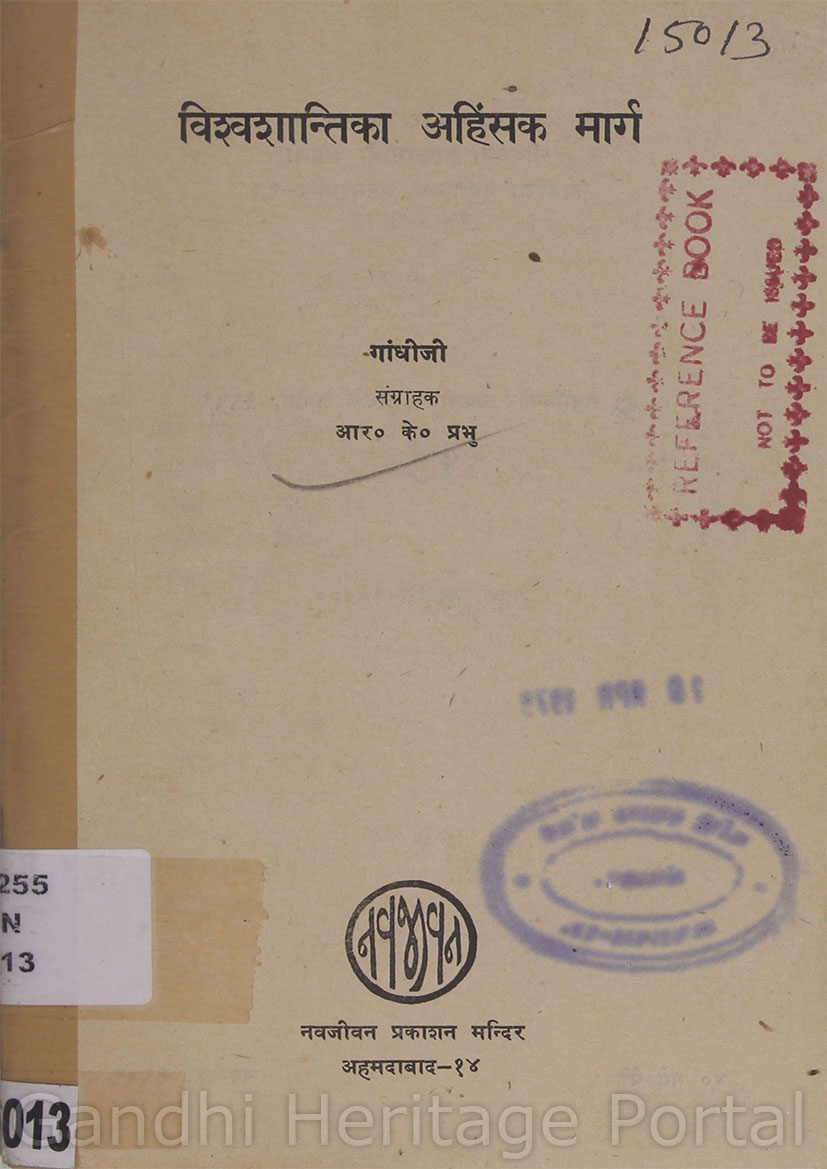 15013
विश्वशान्तिका अहिंसक मार्ग
गांधीजी
संग्राहक
आर० के० प्रभु
REFERENCE BOOK
NOT TO BE ISSUED
255
N
13
नवजीवन
नवजीवन प्रकाशन मन्दिर
अहमदाबाद-१४
013
Gandhi Heritage Portal